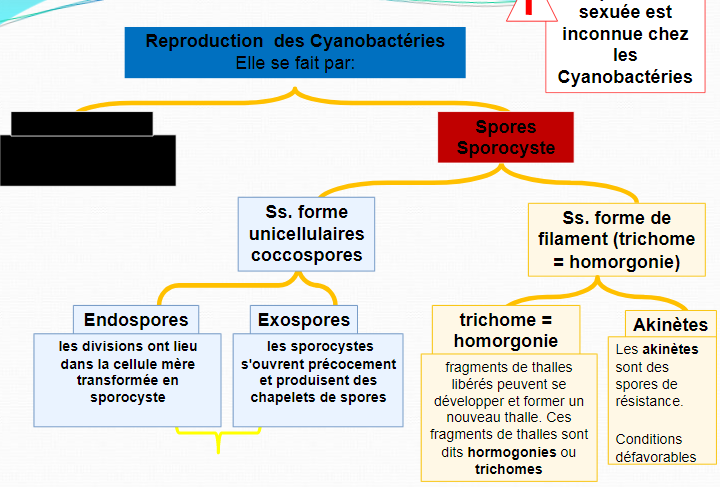 sexuée est
inconnue chez
les
Cyanobactéries
Reproduction des Cyanobactéries
Elle se fait par:
Spores
Sporocyste
Ss. forme
unicellulaires
coccospores
Ss. forme de
filament (trichome
= homorgonie)
Endospores
les divisions ont lieu
dans la cellule mère
transformée en
sporocyste
Exospores
les sporocystes
s'ouvrent précocement
et produisent des
chapelets de spores
trichome =
homorgonie
fragments de thalles
libérés peuvent se
développer et former un
nouveau thalle. Ces
fragments de thalles sont
dits hormogonies ou
trichomes
Akinètes
Les akinètes
sont des
spores de
résistance.
Conditions
défavorables